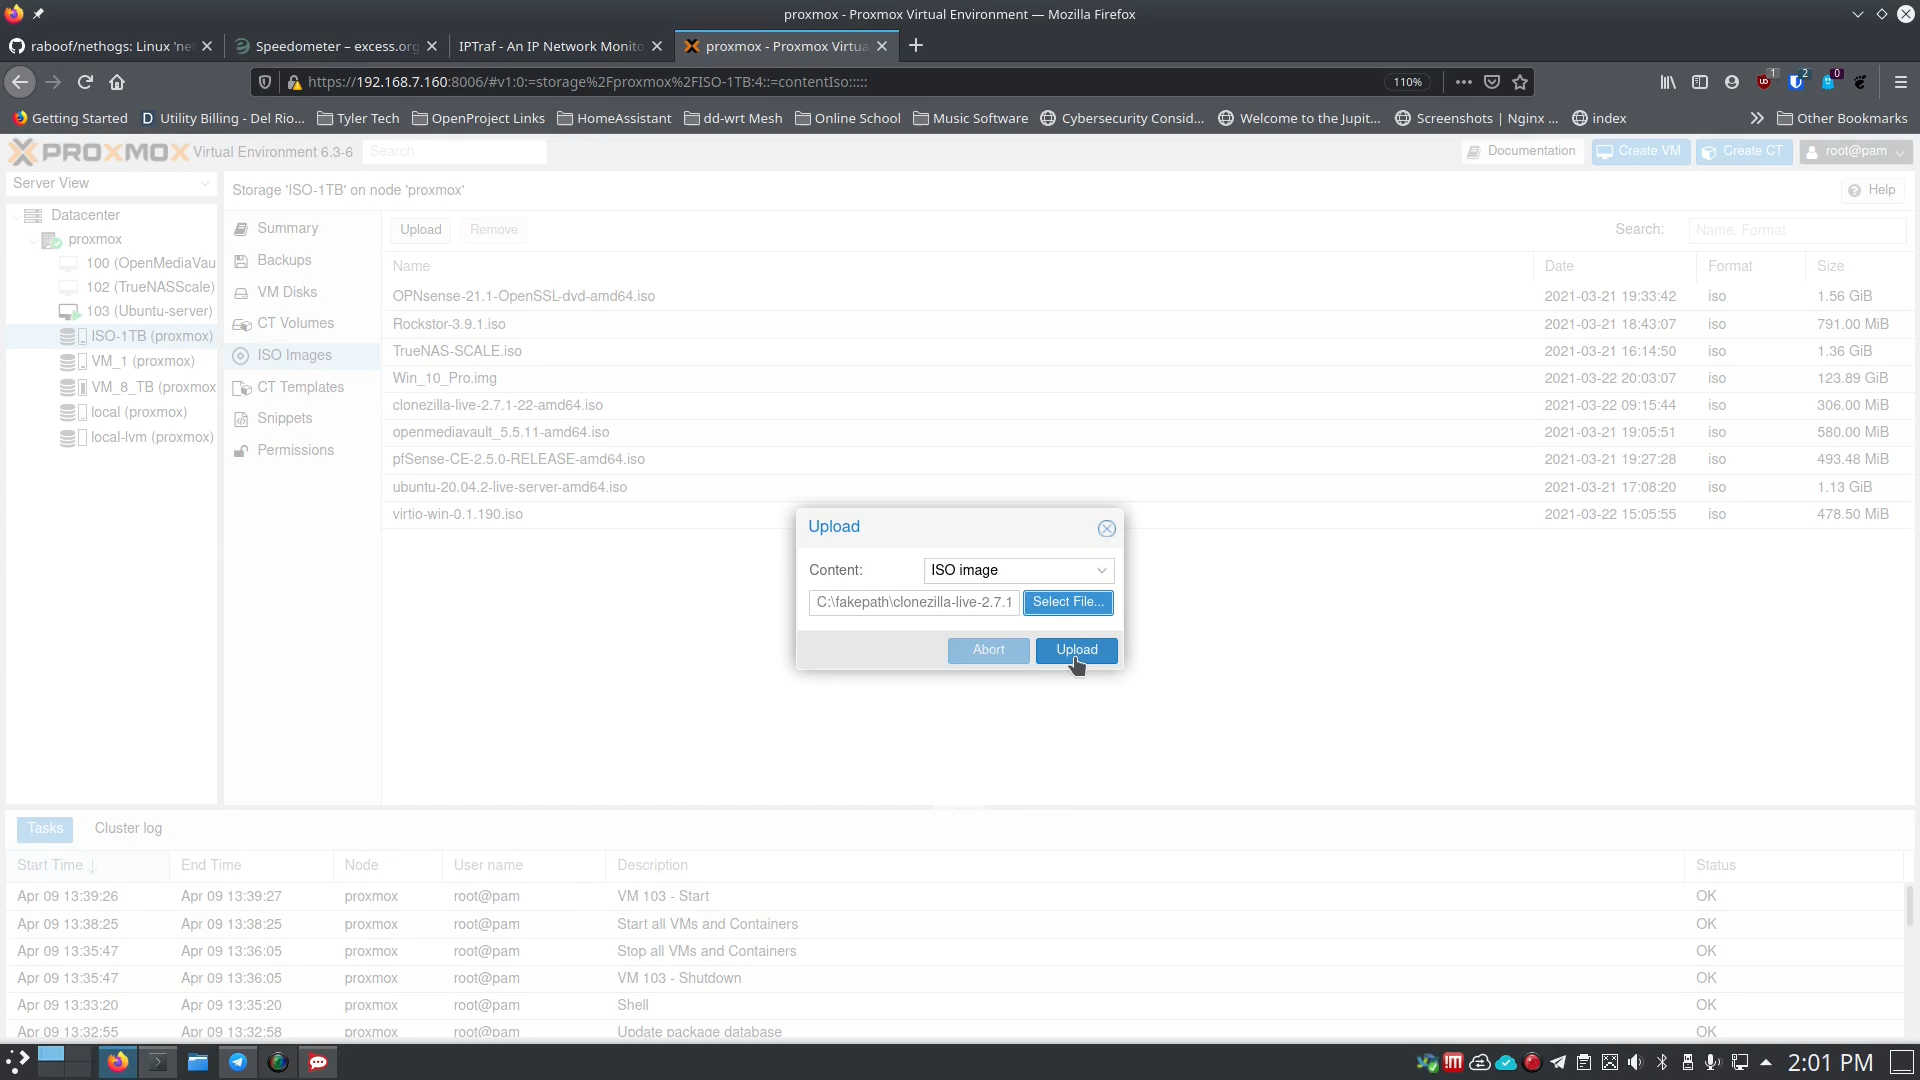 proxmox - Proxmox Virtual Environment — Mozilla Firefox
raboof/nethogs: Linux 'ne
Speedometer – excess.org
IPTraf - An IP Network Monito
proxmox - Proxmox Virtua
https://192.168.7.160:8006/#v1:0:=storage%2Fproxmox%2FISO-1TB:4::=contentIso:::::
110%
1
2
0
Getting Started
Utility Billing - Del Rio...
Tyler Tech
OpenProject Links
HomeAssistant
dd-wrt Mesh
Online School
Music Software
Cybersecurity Consid...
Welcome to the Jupit...
Screenshots | Nginx ...
index
Other Bookmarks
PROXMOX Virtual Environment 6.3-6
Search
Documentation
Create VM
Create CT
root@pam
Server View
Storage 'ISO-1TB' on node 'proxmox'
Help
Datacenter
proxmox
100 (OpenMediaVau
102 (TrueNASScale)
103 (Ubuntu-server)
ISO-1TB (proxmox)
VM_1 (proxmox)
VM_8_TB (proxmox
local (proxmox)
local-lvm (proxmox)
Summary
Backups
VM Disks
CT Volumes
ISO Images
CT Templates
Snippets
Permissions
Upload
Remove
Search:
Name, Format
Name Date Format Size
OPNsense-21.1-OpenSSL-dvd-amd64.iso 2021-03-21 19:33:42 iso 1.56 GiB
Rockstor-3.9.1.iso 2021-03-21 18:43:07 iso 791.00 MiB
TrueNAS-SCALE.iso 2021-03-21 16:14:50 iso 1.36 GiB
Win_10_Pro.img 2021-03-22 20:03:07 iso 123.89 GiB
clonezilla-live-2.7.1-22-amd64.iso 2021-03-22 09:15:44 iso 306.00 MiB
openmediavault_5.5.11-amd64.iso 2021-03-21 19:05:51 iso 580.00 MiB
pfSense-CE-2.5.0-RELEASE-amd64.iso 2021-03-21 19:27:28 iso 493.48 MiB
ubuntu-20.04.2-live-server-amd64.iso 2021-03-21 17:08:20 iso 1.13 GiB
virtio-win-0.1.190.iso 2021-03-22 15:05:55 iso 478.50 MiB
Upload
Content: ISO image
C:\fakepath\clonezilla-live-2.7.1 Select File...
Abort Upload
Tasks Cluster log
Start Time End Time Node User name Description Status
Apr 09 13:39:26 Apr 09 13:39:27 proxmox root@pam VM 103 - Start OK
Apr 09 13:38:25 Apr 09 13:38:25 proxmox root@pam Start all VMs and Containers OK
Apr 09 13:35:47 Apr 09 13:36:05 proxmox root@pam Stop all VMs and Containers OK
Apr 09 13:35:47 Apr 09 13:36:05 proxmox root@pam VM 103 - Shutdown OK
Apr 09 13:33:20 Apr 09 13:35:20 proxmox root@pam Shell OK
Apr 09 13:32:55 Apr 09 13:32:58 proxmox root@pam Update package database OK
2:01 PM